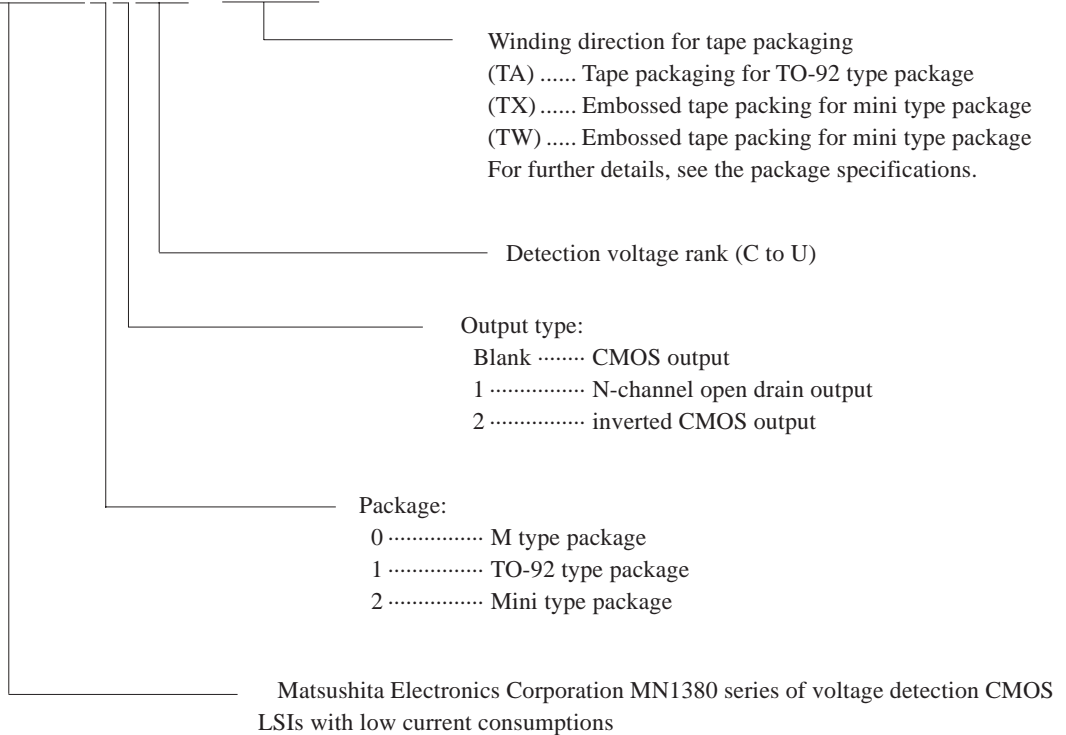 Winding direction for tape packaging
(TA) ...... Tape packaging for TO-92 type package
(TX) ...... Embossed tape packing for mini type package
(TW) ..... Embossed tape packing for mini type package
For further details, see the package specifications.
Detection voltage rank (C to U)
Output type:
Blank ········ CMOS output
1 ················ N-channel open drain output
2 ················ inverted CMOS output
Package:
0 ················ M type package
1 ················ TO-92 type package
2 ················ Mini type package
Matsushita Electronics Corporation MN1380 series of voltage detection CMOS
LSIs with low current consumptions